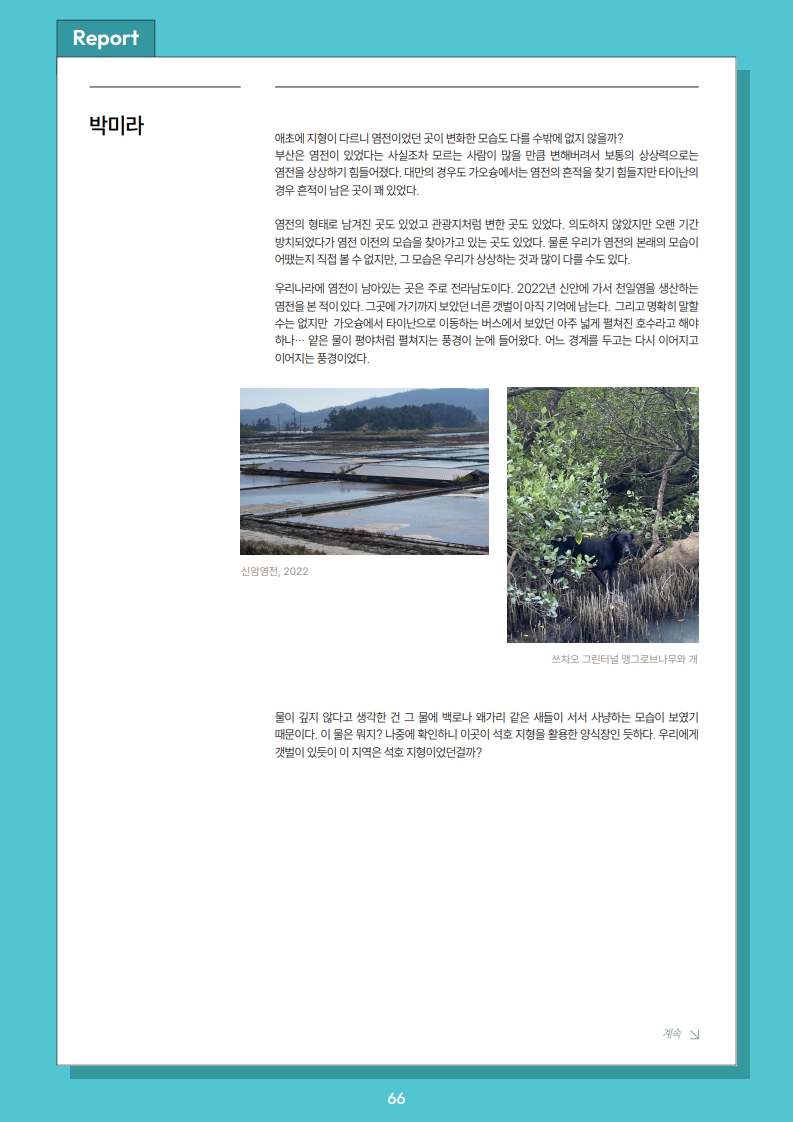 Report
박미라
애초에 지형이 다르니 염전이었던 곳이 변화한 모습도 다를 수밖에 없지 않을까?
부산은 염전이 있었다는 사실조차 모르는 사람이 많을 만큼 변해버려서 보통의 상상력으로는
염전을 상상하기 힘들어졌다. 대만의 경우도 가오슝에서는 염전의 흔적을 찾기 힘들지만 타이난의
경우 흔적이 남은 곳이 꽤 있었다.
염전의 형태로 남겨진 곳도 있었고 관광지처럼 변한 곳도 있었다. 의도하지 않았지만 오랜 기간
방치되었다가 염전 이전의 모습을 찾아가고 있는 곳도 있었다. 물론 우리가 염전의 본래의 모습이
어땠는지 직접 볼 수 없지만, 그 모습은 우리가 상상하는 것과 많이 다를 수도 있다.
우리나라에 염전이 남아있는 곳은 주로 전라남도이다. 2022년 신안에 가서 천일염을 생산하는
염전을 본 적이 있다. 그곳에 가기까지 보았던 너른 갯벌이 아직 기억에 남는다. 그리고 명확히 말할
수는 없지만 가오슝에서 타이난으로 이동하는 버스에서 보았던 아주 넓게 펼쳐진 호수라고 해야
하나… 얕은 물이 평야처럼 펼쳐지는 풍경이 눈에 들어왔다. 어느 경계를 두고는 다시 이어지고
이어지는 풍경이었다.
신암염전, 2022
쓰차오 그린터널 맹그로브나무와 개
물이 깊지 않다고 생각한 건 그 물에 백로나 왜가리 같은 새들이 서서 사냥하는 모습이 보였기
때문이다. 이 물은 뭐지? 나중에 확인하니 이곳이 석호 지형을 활용한 양식장인 듯하다. 우리에게
갯벌이 있듯이 이 지역은 석호 지형이었던걸까?
계속
66